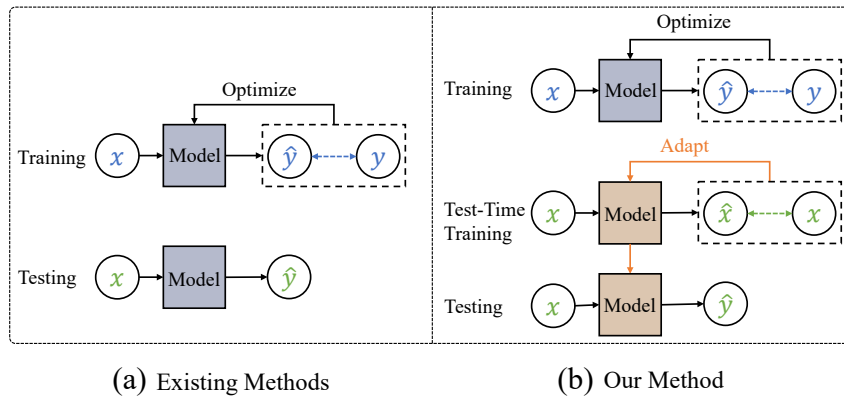 Optimize
Training x Model ŷ y
Testing x Model ŷ
(a) Existing Methods
Optimize
Training x Model ŷ y
Adapt
Test-Time
Training x Model x̂ x
Testing x Model ŷ
(b) Our Method